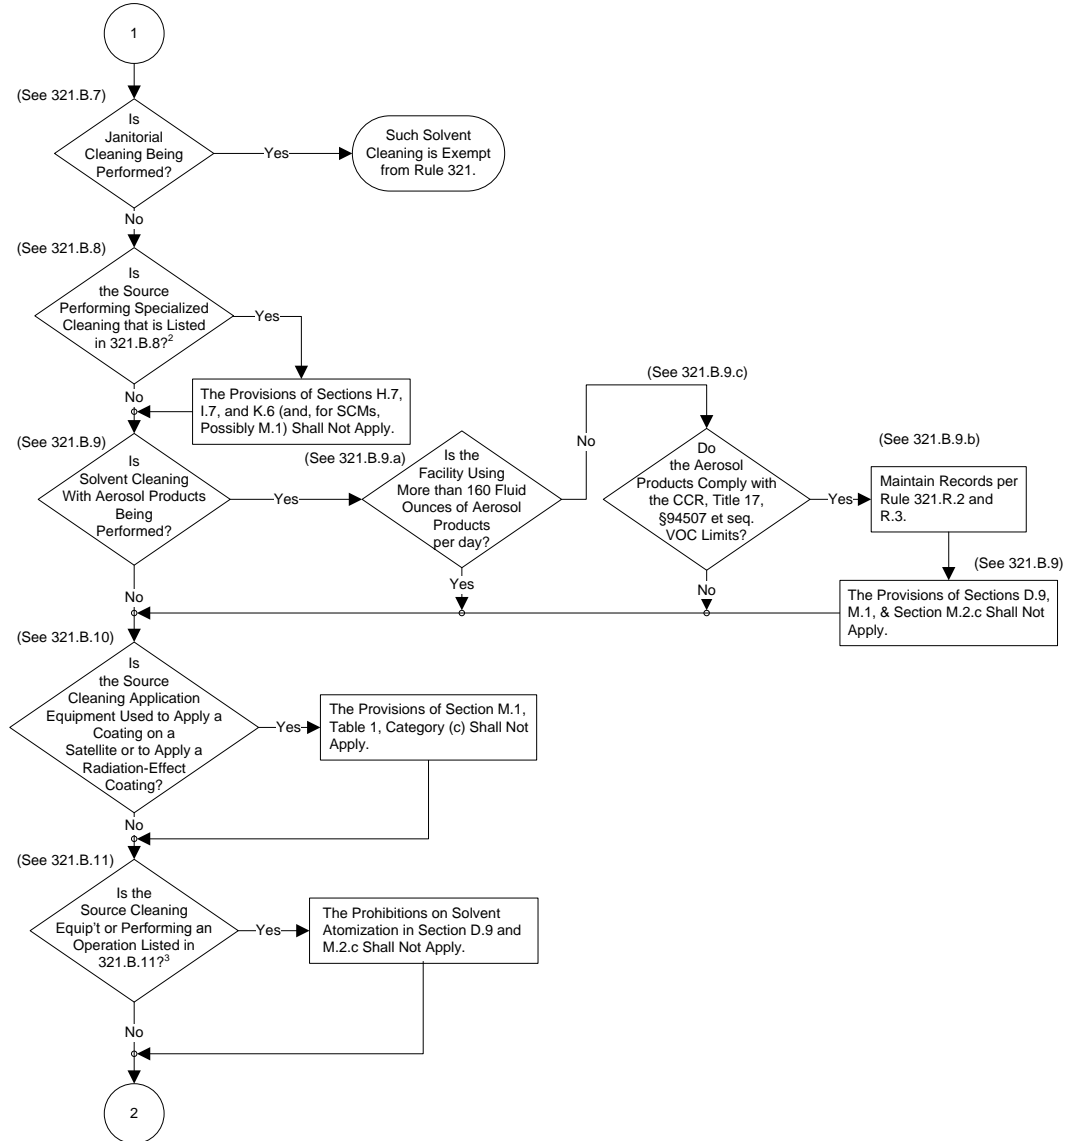 1
(See 321.B.7)
Is
Janitorial
Cleaning Being
Performed?
Yes
Such Solvent
Cleaning is Exempt
from Rule 321.
No
(See 321.B.8)
Is
the Source
Performing Specialized
Cleaning that is Listed
in 321.B.8?²
Yes
No
The Provisions of Sections H.7,
I.7, and K.6 (and, for SCMs,
Possibly M.1) Shall Not Apply.
(See 321.B.9)
Is
Solvent Cleaning
With Aerosol Products
Being
Performed?
Yes
No
(See 321.B.9.a)
Is the
Facility Using
More than 160 Fluid
Ounces of Aerosol
Products
per day?
No
Yes
(See 321.B.9.c)
Do
the Aerosol
Products Comply with
the CCR, Title 17,
§94507 et seq.
VOC Limits?
Yes
No
(See 321.B.9.b)
Maintain Records per
Rule 321.R.2 and
R.3.
(See 321.B.9)
The Provisions of Sections D.9,
M.1, & Section M.2.c Shall Not
Apply.
(See 321.B.10)
Is
the Source
Cleaning Application
Equipment Used to Apply a
Coating on a
Satellite or to Apply a
Radiation-Effect
Coating?
Yes
The Provisions of Section M.1,
Table 1, Category (c) Shall Not
Apply.
No
(See 321.B.11)
Is the
Source Cleaning
Equip't or Performing an
Operation Listed in
321.B.11?³
Yes
The Prohibitions on Solvent
Atomization in Section D.9 and
M.2.c Shall Not Apply.
No
2